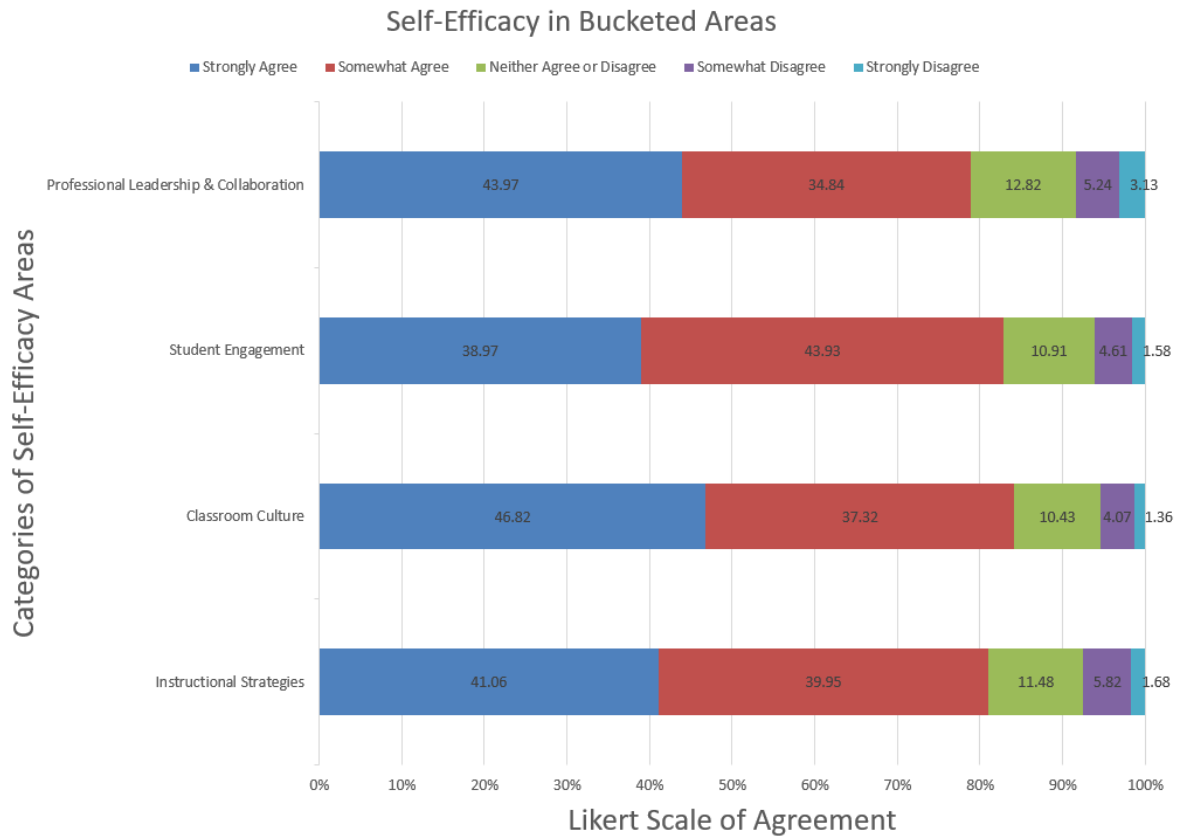 Self-Efficacy in Bucketed Areas
Strongly Agree Somewhat Agree Neither Agree or Disagree Somewhat Disagree Strongly Disagree
Categories of Self-Efficacy Areas
Professional Leadership & Collaboration 43.97 34.84 12.82 5.24 3.13
Student Engagement 38.97 43.93 10.91 4.61 1.58
Classroom Culture 46.82 37.32 10.43 4.07 1.36
Instructional Strategies 41.06 39.95 11.48 5.82 1.68
0% 10% 20% 30% 40% 50% 60% 70% 80% 90% 100%
Likert Scale of Agreement